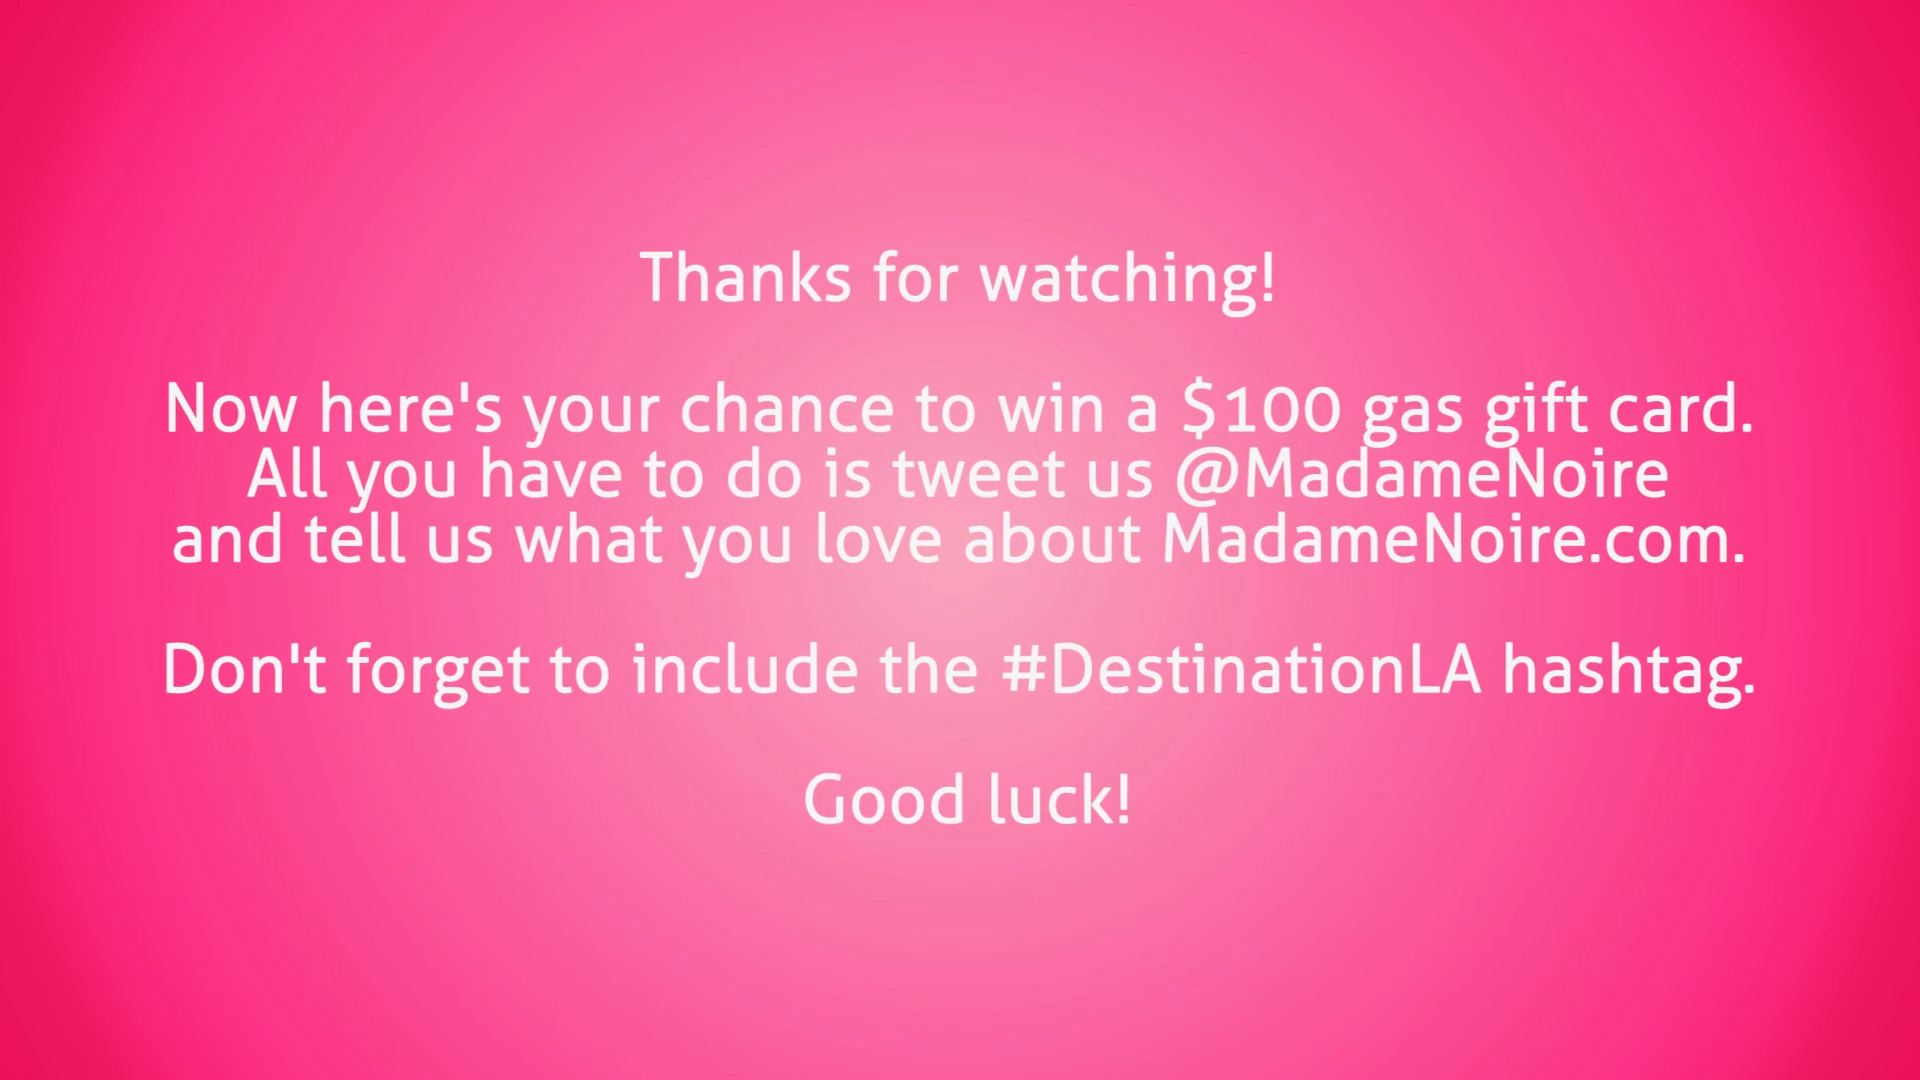 Thanks for watching!
Now here's your chance to win a $100 gas gift card.
All you have to do is tweet us @MadameNoire
and tell us what you love about MadameNoire.com.
Don't forget to include the #DestinationLA hashtag.
Good luck!